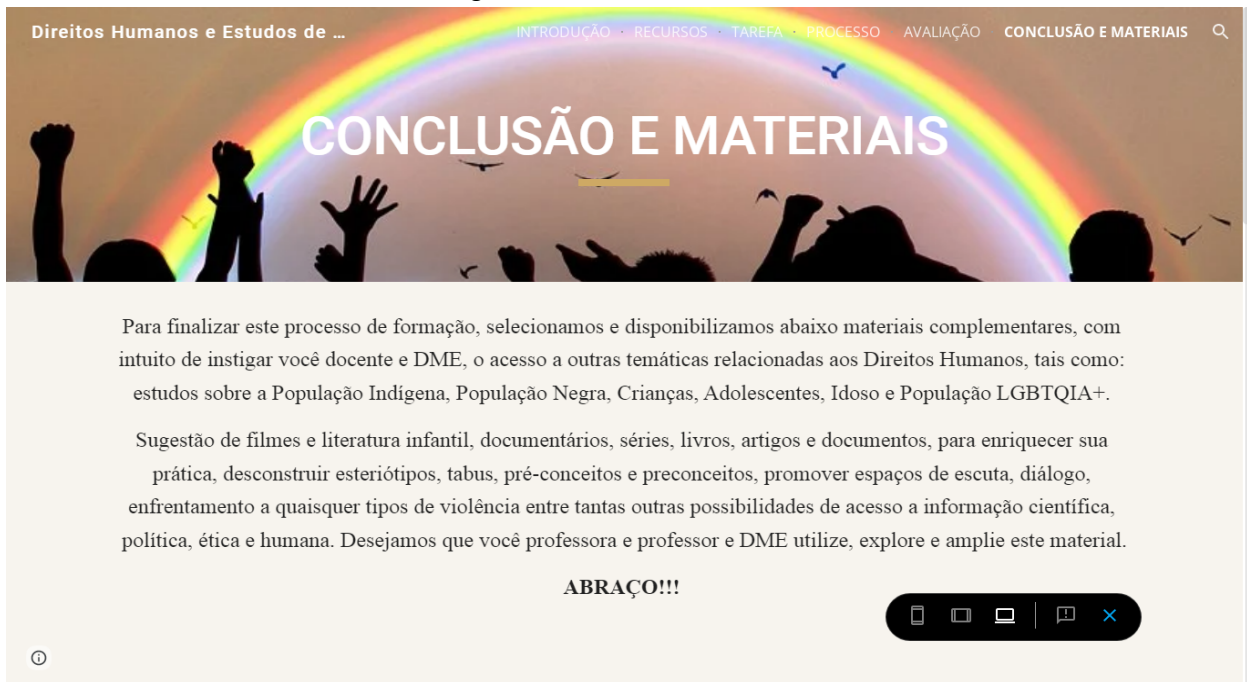 Direitos Humanos e Estudos de ...
INTRODUÇÃO · RECURSOS · TAREFA · PROCESSO AVALIAÇÃO CONCLUSÃO E MATERIAIS
CONCLUSÃO E MATERIAIS
Para finalizar este processo de formação, selecionamos e disponibilizamos abaixo materiais complementares, com
intuito de instigar você docente e DME, o acesso a outras temáticas relacionadas aos Direitos Humanos, tais como:
estudos sobre a População Indígena, População Negra, Crianças, Adolescentes, Idoso e População LGBTQIA+.
Sugestão de filmes e literatura infantil, documentários, séries, livros, artigos e documentos, para enriquecer sua
prática, desconstruir esteriótipos, tabus, pré-conceitos e preconceitos, promover espaços de escuta, diálogo,
enfrentamento a quaisquer tipos de violência entre tantas outras possibilidades de acesso a informação científica,
política, ética e humana. Desejamos que você professora e professor e DME utilize, explore e amplie este material.
ABRAÇO!!!